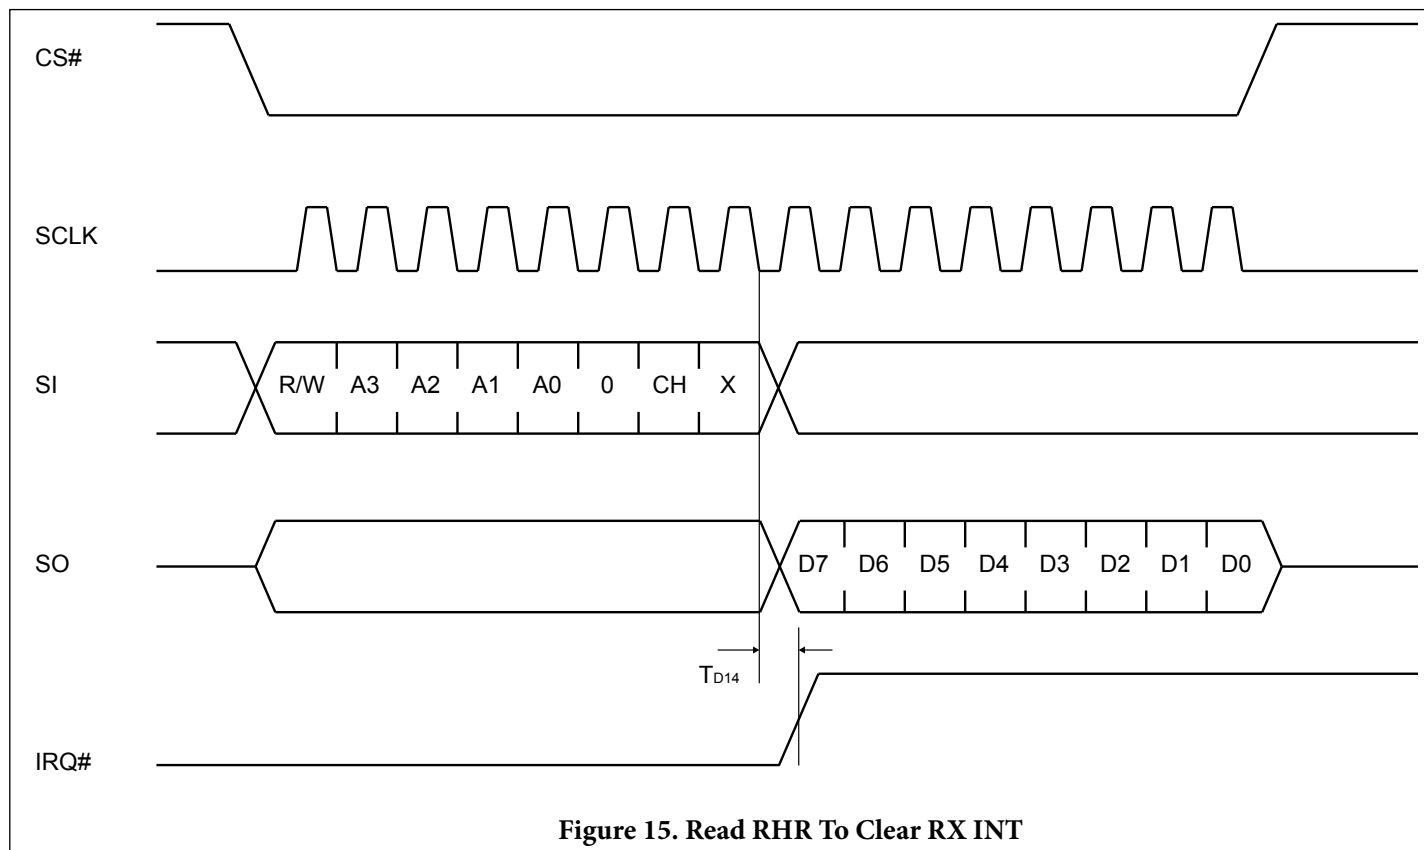 CS#
SCLK
SI R/W A3 A2 A1 A0 0 CH X
SO D7 D6 D5 D4 D3 D2 D1 D0
TD14
IRQ#
Figure 15. Read RHR To Clear RX INT